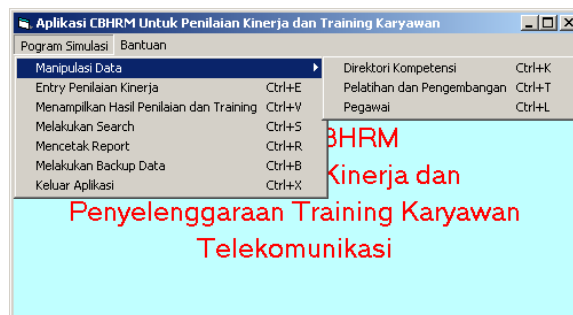 Aplikasi CBHRM Untuk Penilaian Kinerja dan Training Karyawan
Pogram Simulasi Bantuan
Manipulasi Data
Entry Penilaian Kinerja Ctrl+E
Menampilkan Hasil Penilaian dan Training Ctrl+V
Melakukan Search Ctrl+S
Mencetak Report Ctrl+R
Melakukan Backup Data Ctrl+B
Keluar Aplikasi Ctrl+X
Direktori Kompetensi Ctrl+K
Pelatihan dan Pengembangan Ctrl+T
Pegawai Ctrl+L
BHRM
Kinerja dan
Penyelenggaraan Training Karyawan
Telekomunikasi